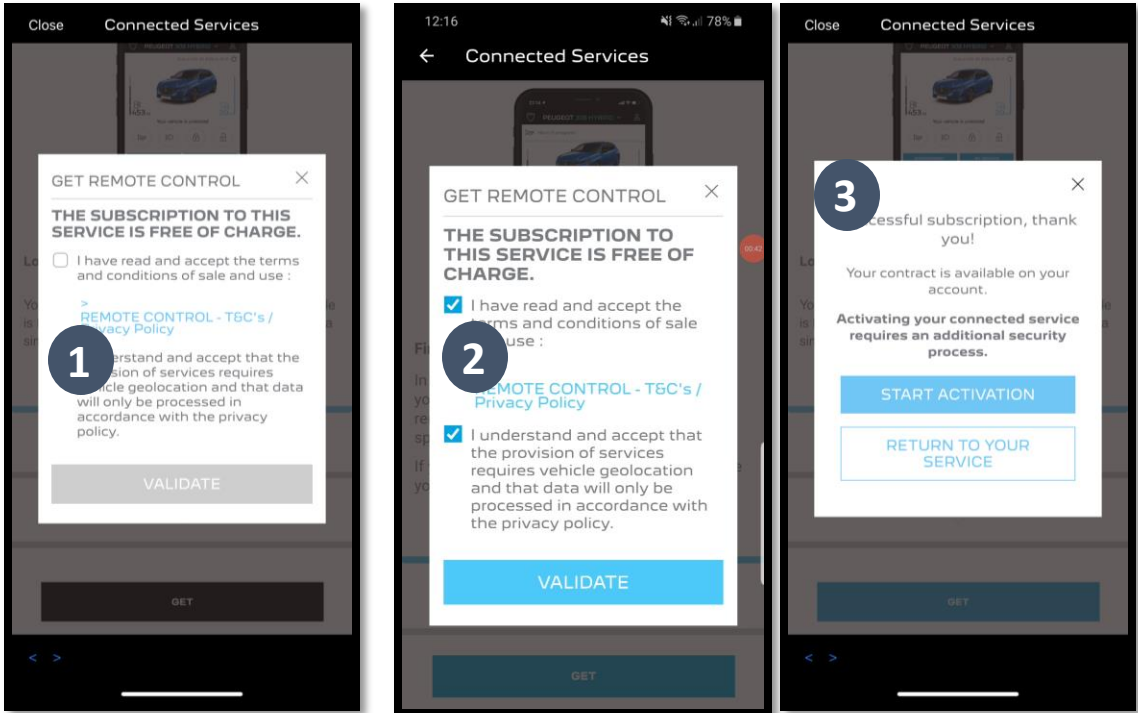 Close Connected Services
PEUGEOT
GET REMOTE CONTROL
THE SUBSCRIPTION TO THIS
SERVICE IS FREE OF CHARGE.
I have read and accept the terms
and conditions of sale and use :
>
REMOTE CONTROL - T&C's /
Privacy Policy
1
accept that the
of services requires
geolocation and that data
will only be processed in
accordance with the privacy
policy.
VALIDATE
GET
< >
12:16 78%
← Connected Services
PEUGEOT
GET REMOTE CONTROL
THE SUBSCRIPTION TO
THIS SERVICE IS FREE OF
CHARGE.
00:42
I have read and accept the
terms and conditions of sale
use :
2
REMOTE CONTROL - T&C's /
Privacy Policy
I understand and accept that
the provision of services
requires vehicle geolocation
and that data will only be
processed in accordance with
the privacy policy.
VALIDATE
GET
Close Connected Services
3
subscription, thank
you!
Your contract is available on your
account.
Activating your connected service
requires an additional security
process.
START ACTIVATION
RETURN TO YOUR
SERVICE
GET
< >